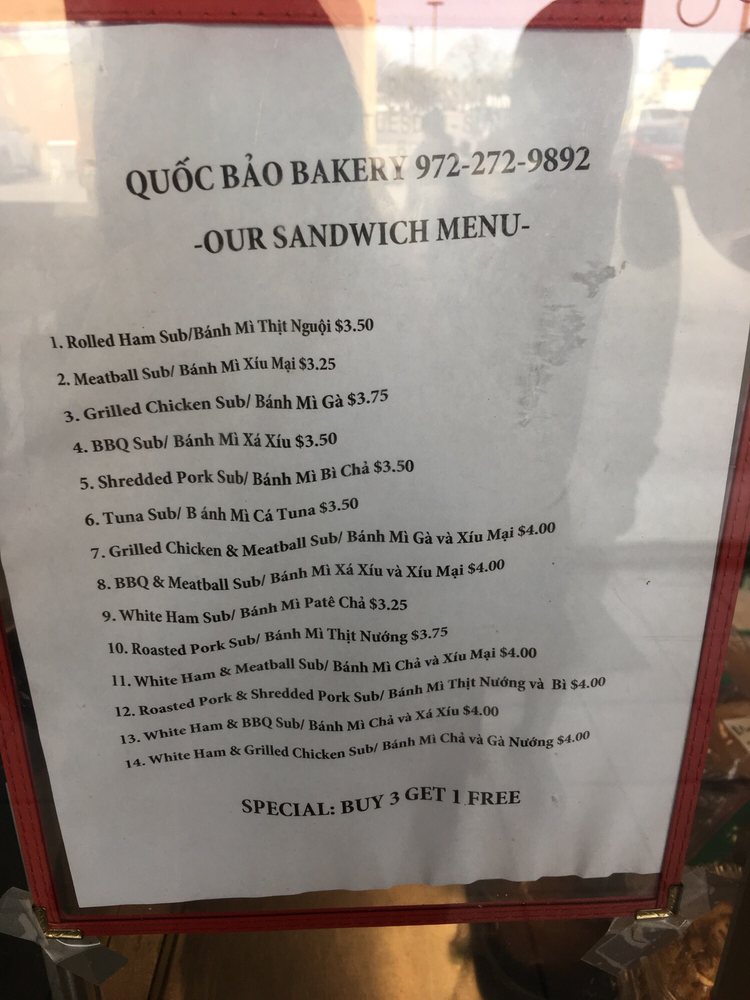 QUỐC BẢO BAKERY 972-272-9892
-OUR SANDWICH MENU-
1. Rolled Ham Sub/Bánh Mì Thịt Nguội $3.50
2. Meatball Sub/ Bánh Mì Xíu Mại $3.25
3. Grilled Chicken Sub/ Bánh Mì Gà $3.75
4. BBQ Sub/ Bánh Mì Xá Xíu $3.50
5. Shredded Pork Sub/ Bánh Mì Bì Chả $3.50
6. Tuna Sub/ B ánh Mì Cá Tuna $3.50
7. Grilled Chicken & Meatball Sub/ Bánh Mì Gà và Xíu Mại $4.00
8. BBQ & Meatball Sub/ Bánh Mì Xá Xíu và Xíu Mại $4.00
9. White Ham Sub/ Bánh Mì Patê Chả $3.25
10. Roasted Pork Sub/ Bánh Mì Thịt Nướng $3.75
11. White Ham & Meatball Sub/ Bánh Mì Chả và Xíu Mại $4.00
12. Roasted Pork & Shredded Pork Sub/ Bánh Mì Thịt Nướng và Bì $4.00
13. White Ham & BBQ Sub/ Bánh Mì Chả và Xá Xíu $4.00
14. White Ham & Grilled Chicken Sub/ Bánh Mì Chả và Gà Nướng $4.00
SPECIAL: BUY 3 GET 1 FREE